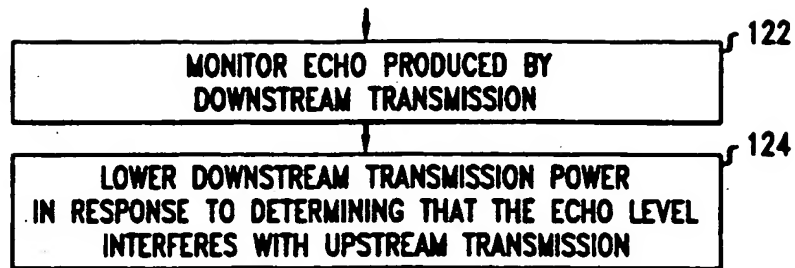 122
MONITOR ECHO PRODUCED BY
DOWNSTREAM TRANSMISSION
124
LOWER DOWNSTREAM TRANSMISSION POWER
IN RESPONSE TO DETERMINING THAT THE ECHO LEVEL
INTERFERES WITH UPSTREAM TRANSMISSION